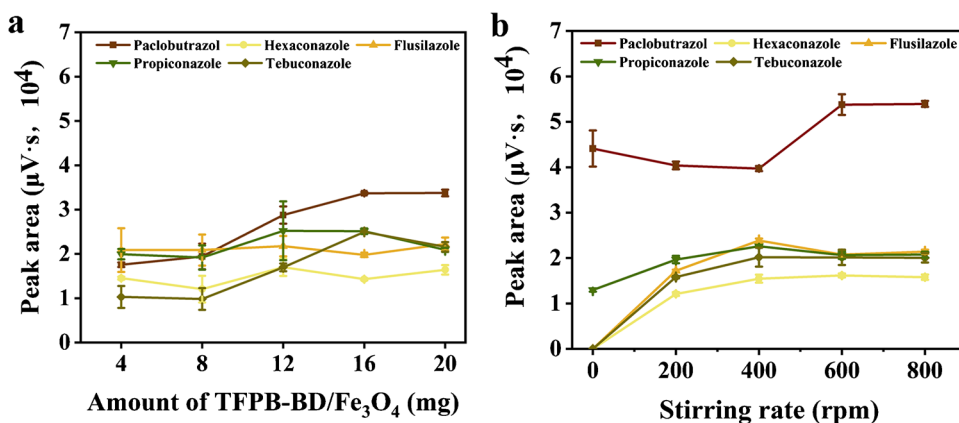 a
7
6
5
4
3
2
1
0
Peak area (μV·s, 10⁴)
Paclobutrazol Hexaconazole Flusilazole
Propiconazole Tebuconazole
4 8 12 16 20
Amount of TFPB-BD/Fe₃O₄ (mg)
b
7
6
5
4
3
2
1
0
Peak area (μV·s, 10⁴)
Paclobutrazol Hexaconazole Flusilazole
Propiconazole Tebuconazole
0 200 400 600 800
Stirring rate (rpm)